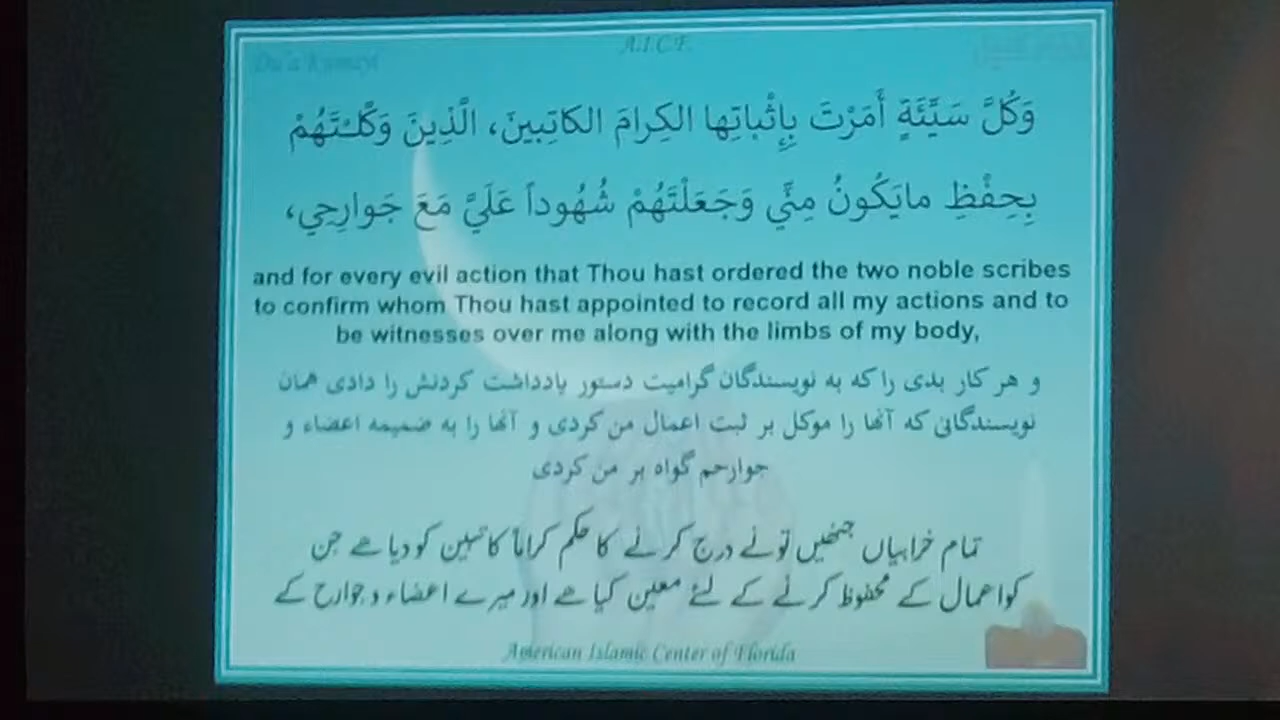 A.I.C.F.
Du'a Kumayl
وَكُلَّ سَيِّئَةٍ أَمَرْتَ بِإِثْباتِها الكِرامَ الكاتِبينَ، الَّذِينَ وَكَّلْتَهُمْ
بِحِفْظِ مايَكُونُ مِنِّي وَجَعَلْتَهُمْ شُهُوداً عَلَيَّ مَعَ جَوارِحِي،
and for every evil action that Thou hast ordered the two noble scribes
to confirm whom Thou hast appointed to record all my actions and to
be witnesses over me along with the limbs of my body,
و هر کار بدی را که به نویسندگان گرامیت دستور یادداشت کردنش را دادی همان
نویسندگانی که آنها را موکل بر ثبت اعمال من کردی و آنها را به ضمیمه اعضاء و
جوارحم گواه بر من کردی
تمام خرابیاں جنھیں تونے درج کرنے کا حکم کراماً کاتبین کو دیا ھے جن
کواعمال کے محفوظ کرنے کے لئے معین کیا ھے اور میرے اعضاء و جوارح کے
American Islamic Center of Florida